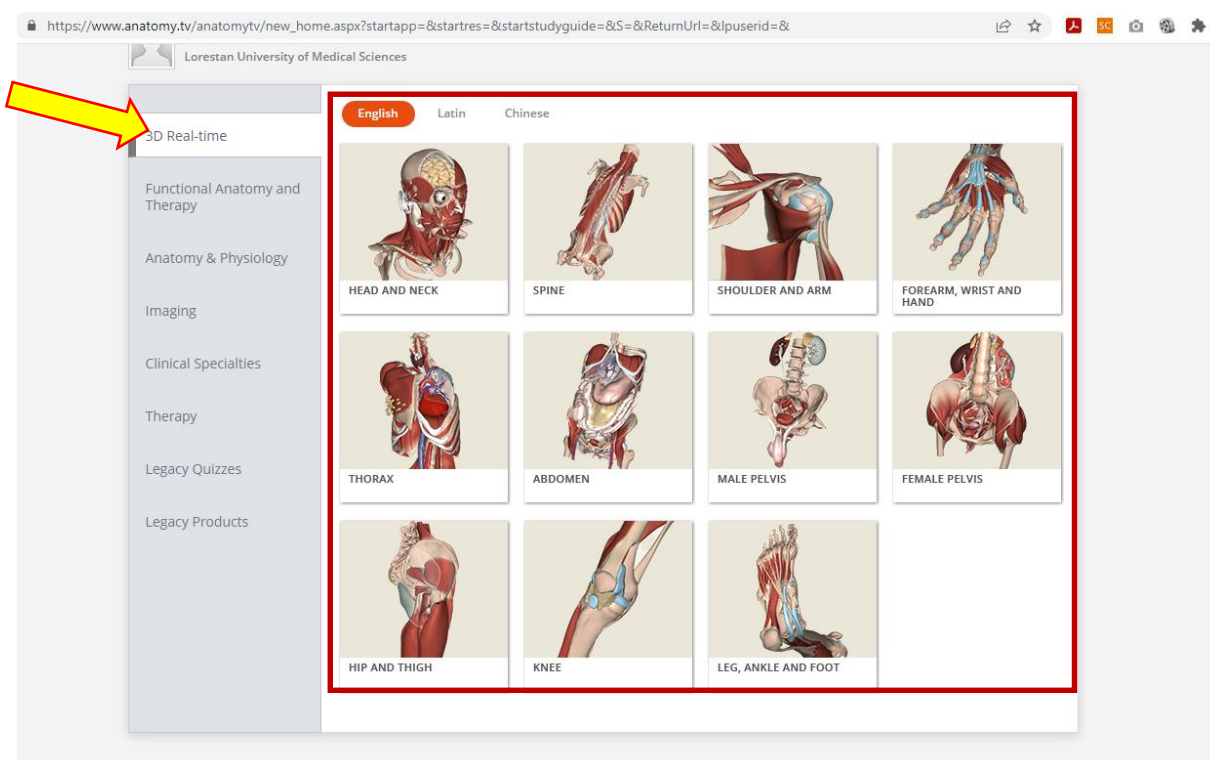 https://www.anatomy.tv/anatomytv/new_home.aspx?startapp=&startres=&startstudyguide=&S=&ReturnUrl=&lpuserid=&
SC
Lorestan University of Medical Sciences
3D Real-time
Functional Anatomy and
Therapy
Anatomy & Physiology
Imaging
Clinical Specialties
Therapy
Legacy Quizzes
Legacy Products
English Latin Chinese
HEAD AND NECK
SPINE
SHOULDER AND ARM
FOREARM, WRIST AND
HAND
THORAX
ABDOMEN
MALE PELVIS
FEMALE PELVIS
HIP AND THIGH
KNEE
LEG, ANKLE AND FOOT